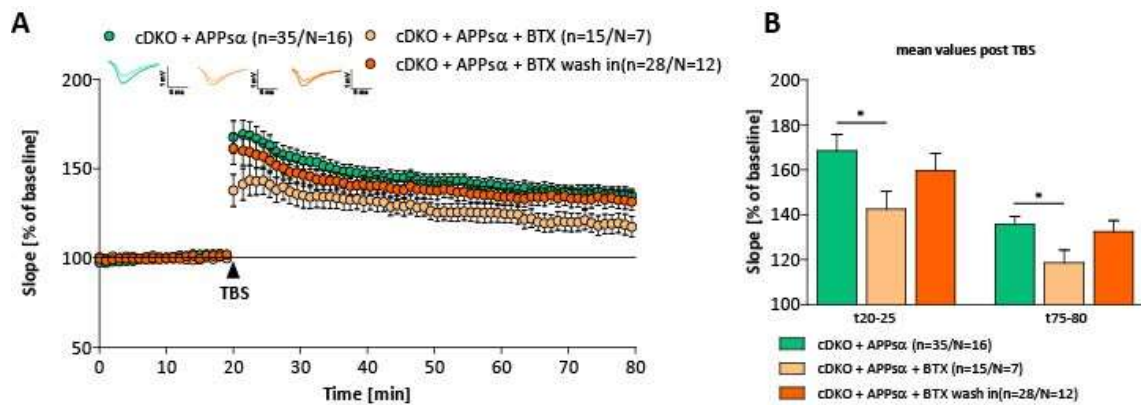 A
cDKO + APPsα (n=35/N=16)
cDKO + APPsα + BTX (n=15/N=7)
cDKO + APPsα + BTX wash in(n=28/N=12)
1 mV
5 ms
1 mV
5 ms
1 mV
5 ms
Slope [% of baseline]
200
150
100
50
TBS
0 10 20 30 40 50 60 70 80
Time [min]
B
mean values post TBS
Slope [% of baseline]
200
180
160
140
120
100
*
*
t20-25 t75-80
cDKO + APPsα (n=35/N=16)
cDKO + APPsα + BTX (n=15/N=7)
cDKO + APPsα + BTX wash in(n=28/N=12)